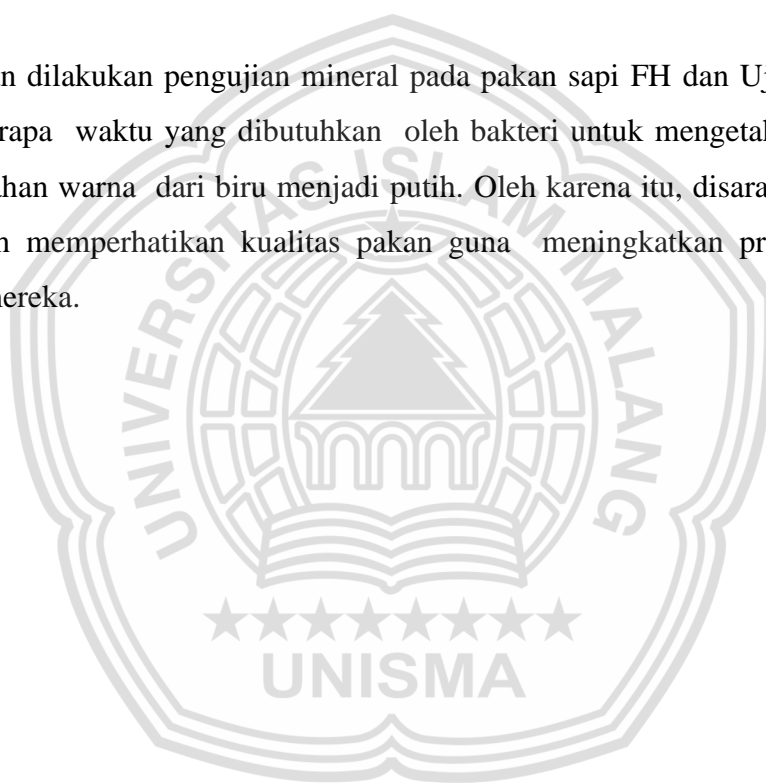 n dilakukan pengujian mineral pada pakan sapi FH dan Uj
rapa waktu yang dibutuhkan oleh bakteri untuk mengetal
han warna dari biru menjadi putih. Oleh karena itu, disara
n memperhatikan kualitas pakan guna meningkatkan pr
nereka.
UNIVERSITAS ISLAM MALANG
UNISMA